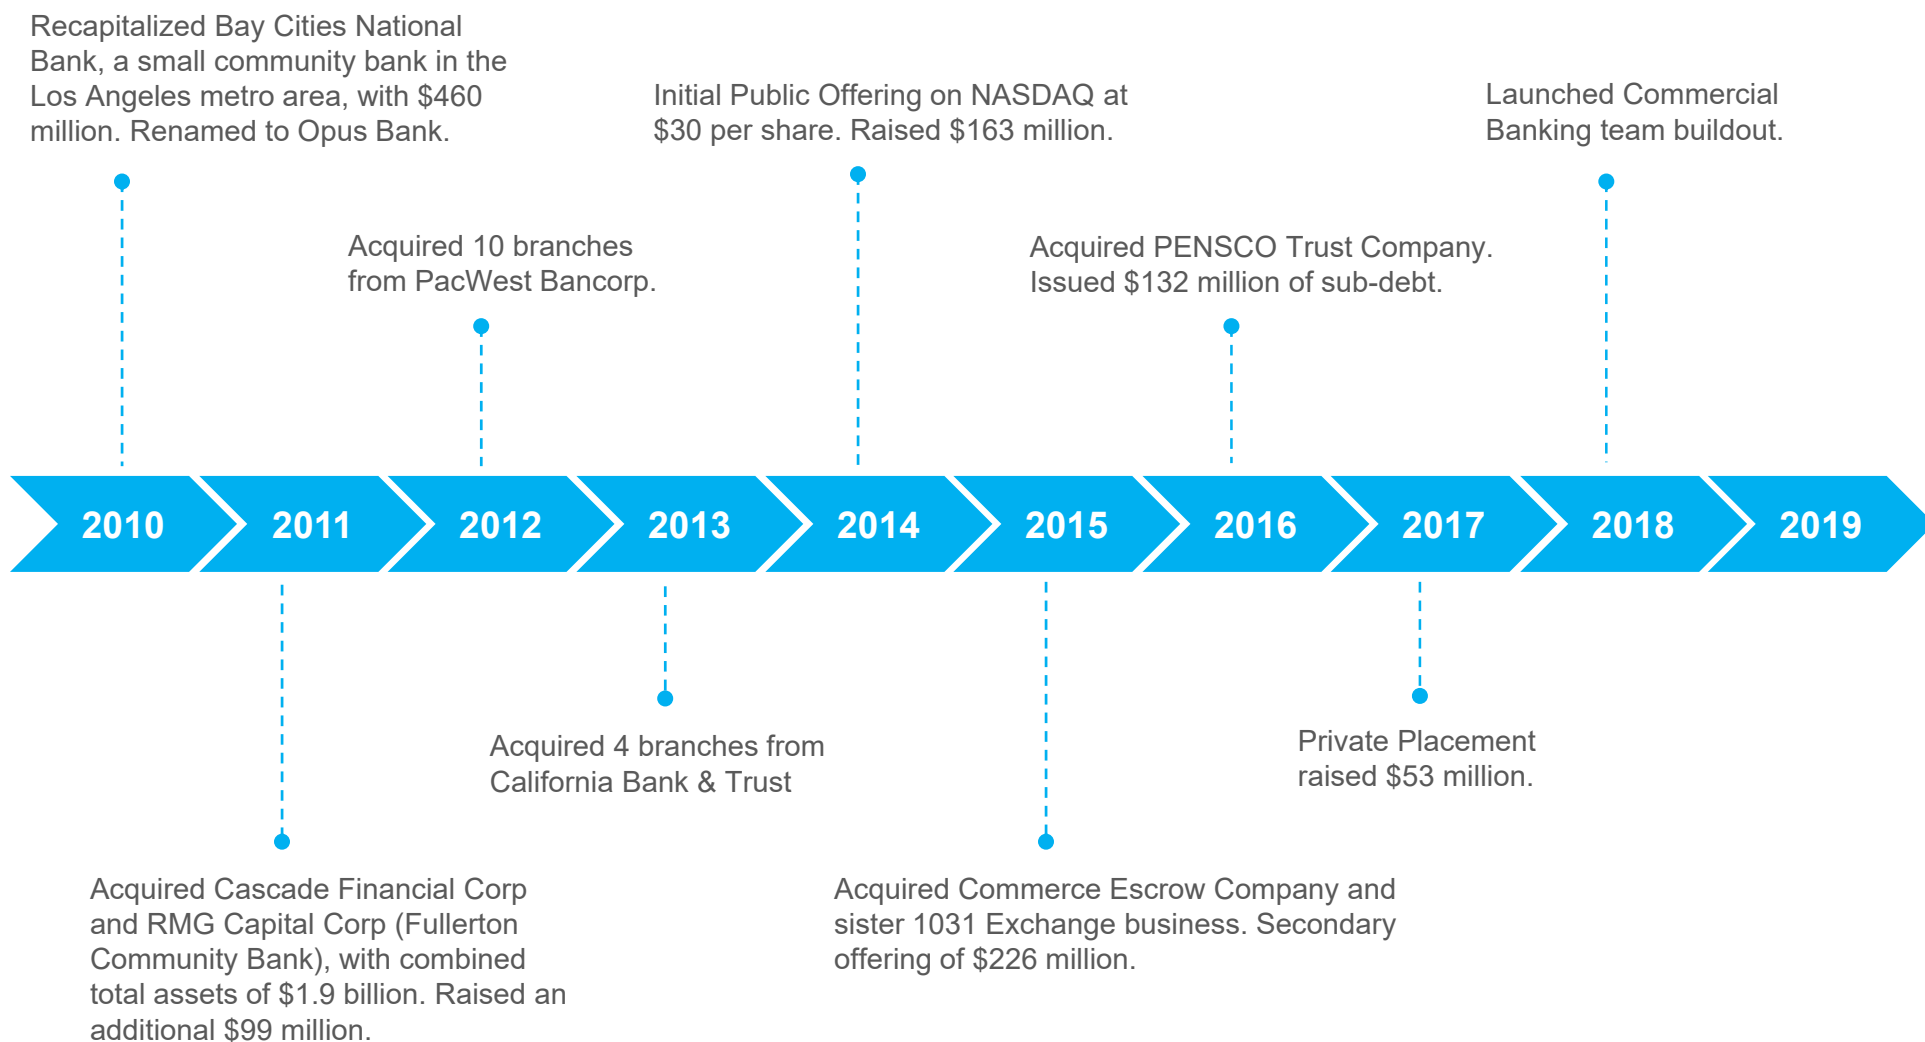 Recapitalized Bay Cities National
Bank, a small community bank in the
Los Angeles metro area, with $460
million. Renamed to Opus Bank.
Initial Public Offering on NASDAQ at
$30 per share. Raised $163 million.
Launched Commercial
Banking team buildout.
Acquired 10 branches
from PacWest Bancorp.
Acquired PENSCO Trust Company.
Issued $132 million of sub-debt.
2010
2011
2012
2013
2014
2015
2016
2017
2018
2019
Acquired 4 branches from
California Bank & Trust
Private Placement
raised $53 million.
Acquired Cascade Financial Corp
and RMG Capital Corp (Fullerton
Community Bank), with combined
total assets of $1.9 billion. Raised an
additional $99 million.
Acquired Commerce Escrow Company and
sister 1031 Exchange business. Secondary
offering of $226 million.